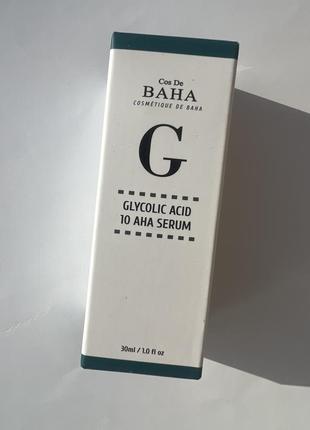 Cos De
BAHA
COSMÉTIQUE DE BAHA
G
GLYCOLIC ACID
10 AHA SERUM
30ml / 1.0 fl oz